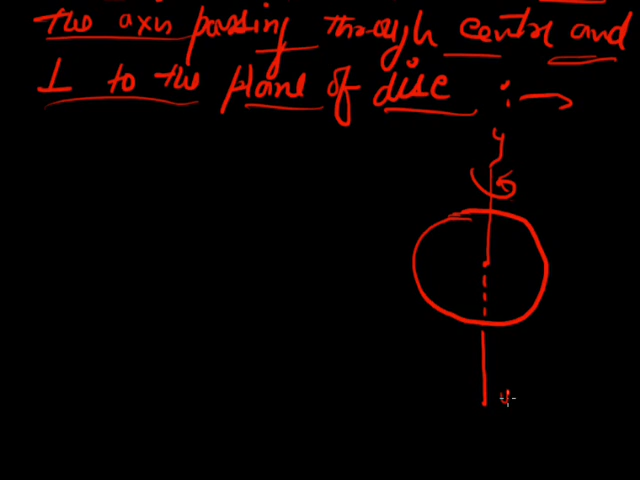 the axis passing through centre and
⊥ to the plane of disc :→
y
y